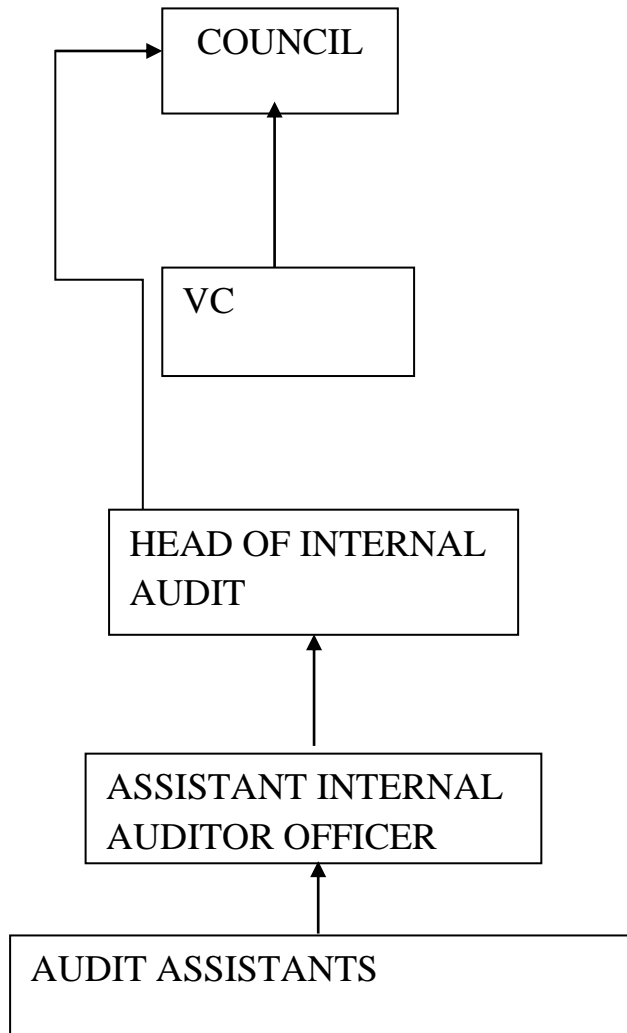 COUNCIL
VC
HEAD OF INTERNAL
AUDIT
ASSISTANT INTERNAL
AUDITOR OFFICER
AUDIT ASSISTANTS